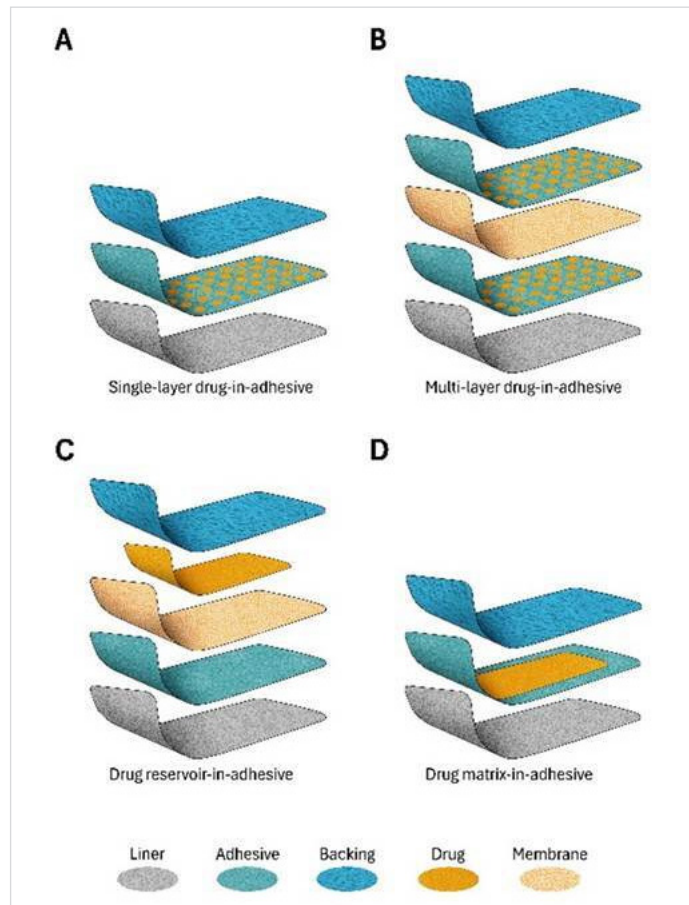 A
B
Single-layer drug-in-adhesive
Multi-layer drug-in-adhesive
C
D
Drug reservoir-in-adhesive
Drug matrix-in-adhesive
Liner Adhesive Backing Drug Membrane